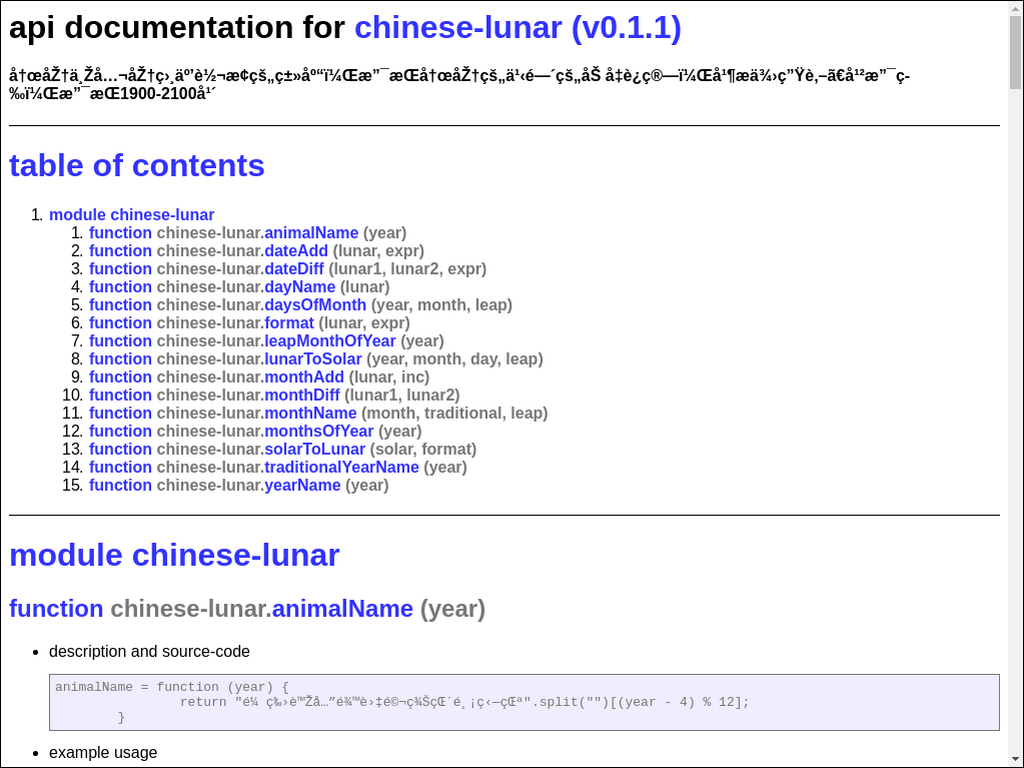 api documentation for chinese-lunar (v0.1.1)
å†œåŽ†ä¸Žå…¬åŽ†ç›¸äº’è½¬æ¢çš„ç±»åº“ï¼Œæ”¯æŒå†œåŽ†çš„ä¹‹é—´çš„åŠ å‡è¿ç®—ï¼Œå¹¶æä¾›ç”Ÿè‚–ã€å¹²æ”¯ç-
‰ï¼Œæ”¯æŒ1900-2100å¹´
table of contents
1. module chinese-lunar
1. function chinese-lunar.animalName (year)
2. function chinese-lunar.dateAdd (lunar, expr)
3. function chinese-lunar.dateDiff (lunar1, lunar2, expr)
4. function chinese-lunar.dayName (lunar)
5. function chinese-lunar.daysOfMonth (year, month, leap)
6. function chinese-lunar.format (lunar, expr)
7. function chinese-lunar.leapMonthOfYear (year)
8. function chinese-lunar.lunarToSolar (year, month, day, leap)
9. function chinese-lunar.monthAdd (lunar, inc)
10. function chinese-lunar.monthDiff (lunar1, lunar2)
11. function chinese-lunar.monthName (month, traditional, leap)
12. function chinese-lunar.monthsOfYear (year)
13. function chinese-lunar.solarToLunar (solar, format)
14. function chinese-lunar.traditionalYearName (year)
15. function chinese-lunar.yearName (year)
module chinese-lunar
function chinese-lunar.animalName (year)
• description and source-code
animalName = function (year) {
return "é¼ ç‰›è™Žå…”é¾™è›‡é©¬ç¾ŠçŒ´é¸¡ç‹—çŒª".split("")[(year - 4) % 12];
}
• example usage